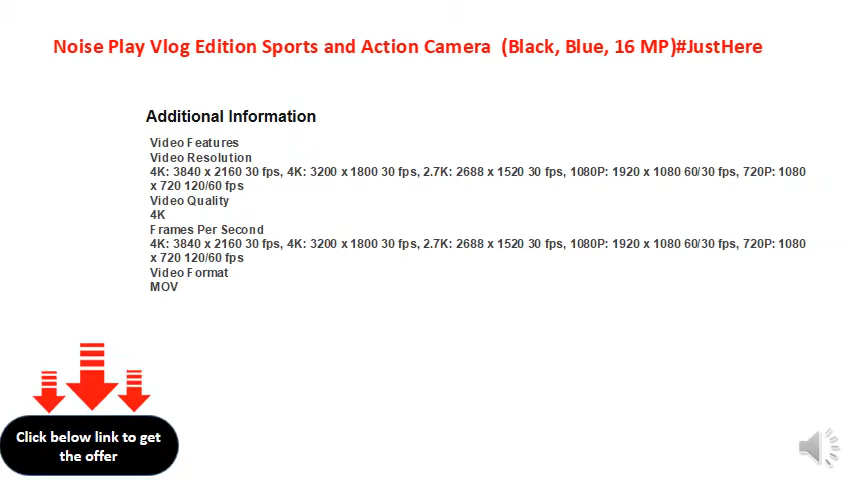 Noise Play Vlog Edition Sports and Action Camera (Black, Blue, 16 MP)#JustHere
Additional Information
Video Features
Video Resolution
4K: 3840 x 2160 30 fps, 4K: 3200 x 1800 30 fps, 2.7K: 2688 x 1520 30 fps, 1080P: 1920 x 1080 60/30 fps, 720P: 1080
x 720 120/60 fps
Video Quality
4K
Frames Per Second
4K: 3840 x 2160 30 fps, 4K: 3200 x 1800 30 fps, 2.7K: 2688 x 1520 30 fps, 1080P: 1920 x 1080 60/30 fps, 720P: 1080
x 720 120/60 fps
Video Format
MOV
Click below link to get
the offer